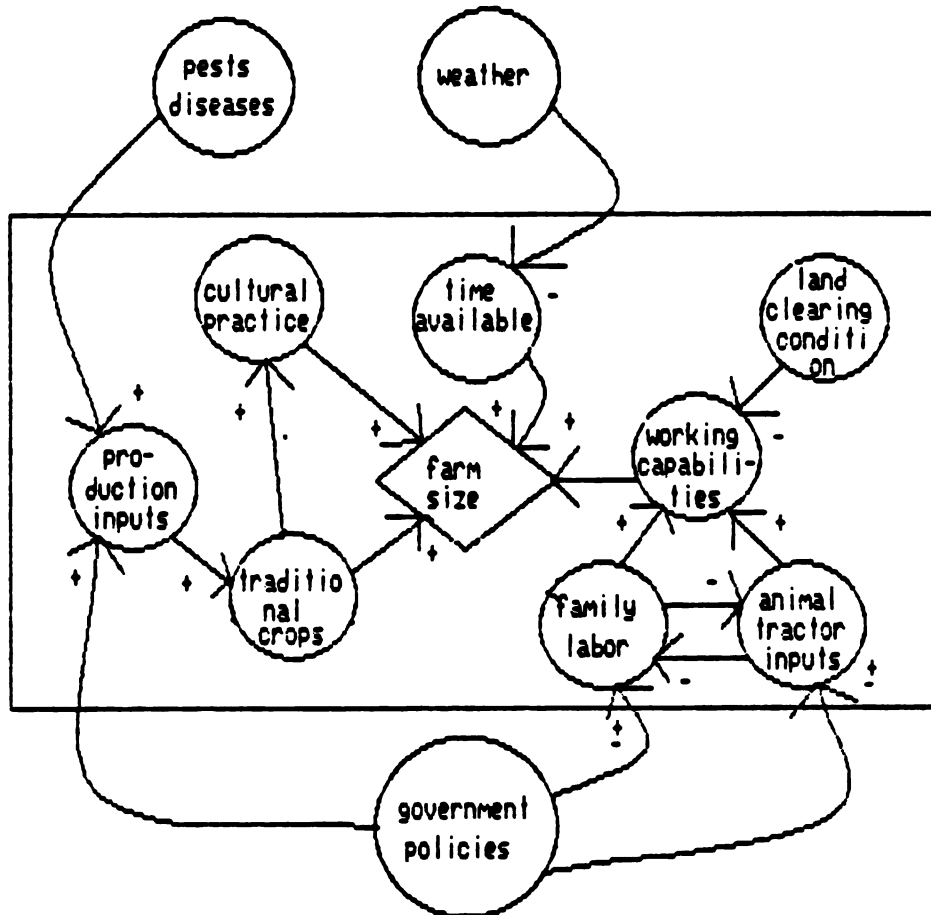 pests
diseases
weather
cultural
practice
time
available
land
clearing
conditi
on
+
-
+
+
+
+
+
-
pro-
duction
inputs
farm
size
working
capabili-
ties
+
+
+
+
+
traditio
nal
crops
family
labor
-
animal
tractor
inputs
-
+
-
+
-
government
policies